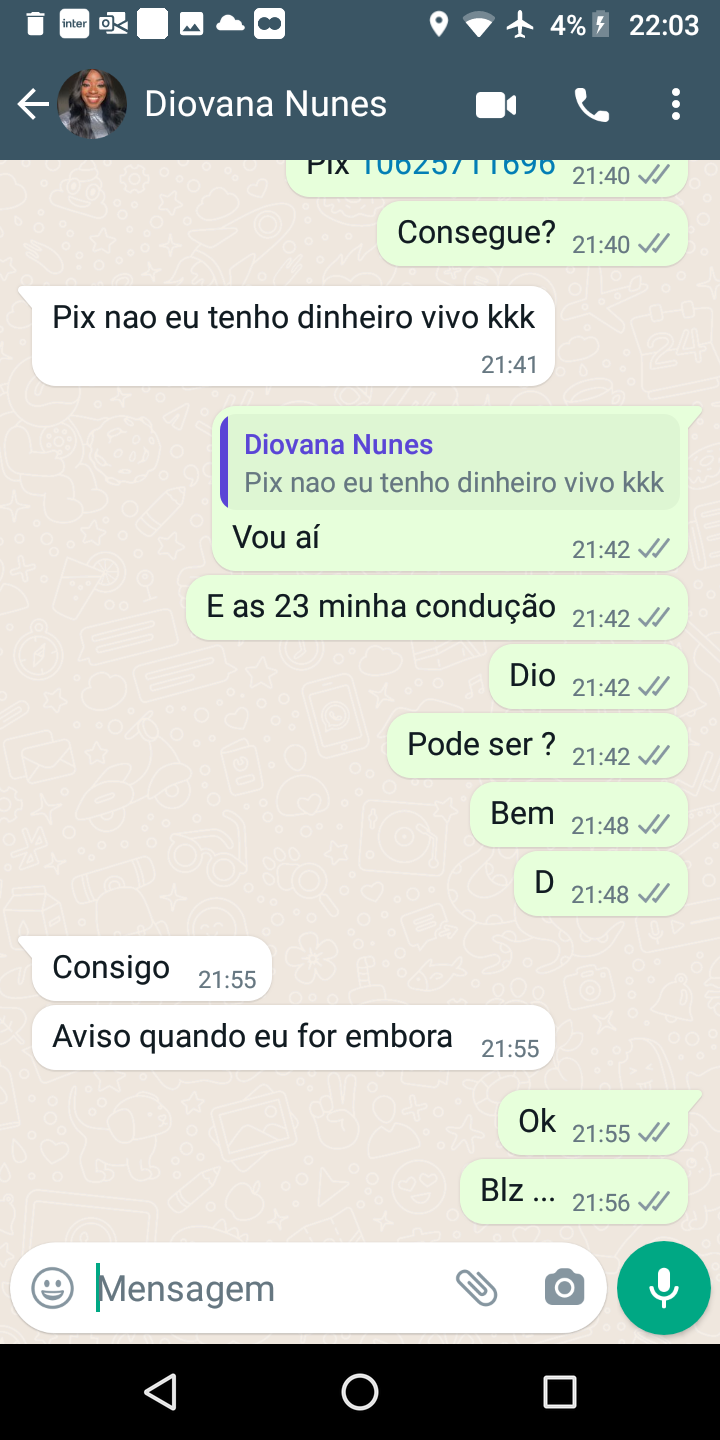 inter
4%
22:03
Diovana Nunes
Pix 10625711696 21:40
Consegue? 21:40
Pix nao eu tenho dinheiro vivo kkk
21:41
Diovana Nunes
Pix nao eu tenho dinheiro vivo kkk
Vou aí 21:42
E as 23 minha condução 21:42
Dio 21:42
Pode ser ? 21:42
Bem 21:48
D 21:48
Consigo 21:55
Aviso quando eu for embora 21:55
Ok 21:55
Blz ... 21:56
Mensagem